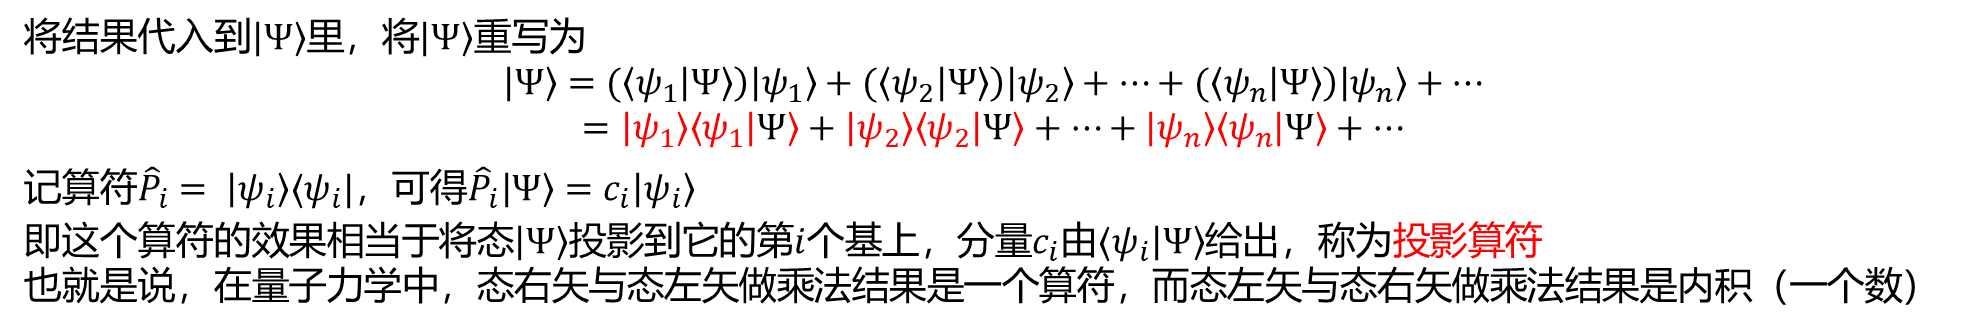 将结果代入到|Ψ⟩里，将|Ψ⟩重写为
|Ψ⟩ = (⟨𝜓₁|Ψ⟩)|𝜓₁⟩ + (⟨𝜓₂|Ψ⟩)|𝜓₂⟩ + ⋯ + (⟨𝜓ₙ|Ψ⟩)|𝜓ₙ⟩ + ⋯
= |𝜓₁⟩⟨𝜓₁|Ψ⟩ + |𝜓₂⟩⟨𝜓₂|Ψ⟩ + ⋯ + |𝜓ₙ⟩⟨𝜓ₙ|Ψ⟩ + ⋯
记算符P̂ᵢ = |𝜓ᵢ⟩⟨𝜓ᵢ|，可得P̂ᵢ|Ψ⟩ = cᵢ|𝜓ᵢ⟩
即这个算符的效果相当于将态|Ψ⟩投影到它的第i个基上，分量cᵢ由⟨𝜓ᵢ|Ψ⟩给出，称为投影算符
也就是说，在量子力学中，态右矢与态左矢做乘法结果是一个算符，而态左矢与态右矢做乘法结果是内积（一个数）